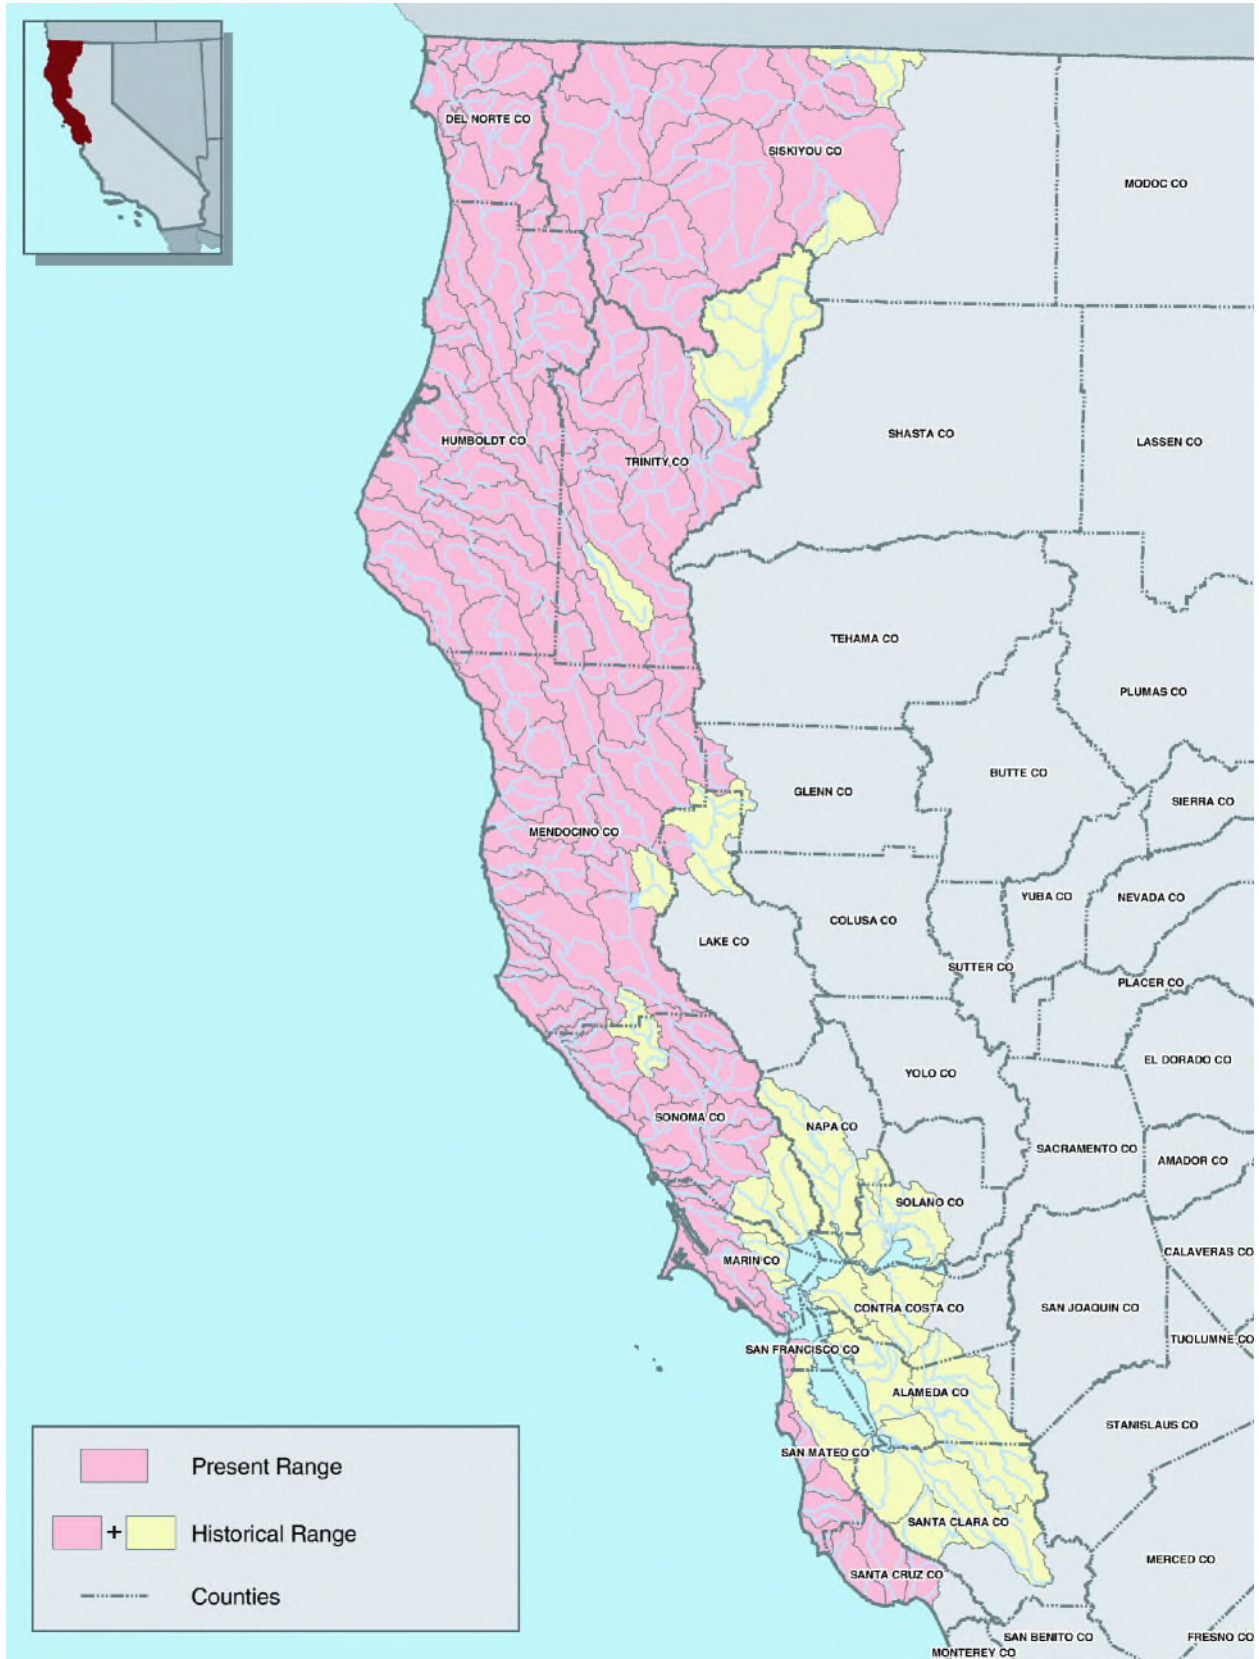 DEL NORTE CO
SISKIYOU CO
MODOC CO
HUMBOLDT CO
TRINITY CO
SHASTA CO
LASSEN CO
TEHAMA CO
PLUMAS CO
BUTTE CO
GLENN CO
SIERRA CO
MENDOCINO CO
YUBA CO
NEVADA CO
COLUSA CO
LAKE CO
SUTTER CO
PLACER CO
EL DORADO CO
YOLO CO
SONOMA CO
NAPA CO
SACRAMENTO CO
AMADOR CO
SOLANO CO
CALAVERAS CO
MARIN CO
CONTRA COSTA CO
SAN JOAQUIN CO
TUOLUMNE CO
SAN FRANCISCO CO
ALAMEDA CO
STANISLAUS CO
SAN MATEO CO
SANTA CLARA CO
MERCED CO
SANTA CRUZ CO
SAN BENITO CO
FRESNO CO
MONTEREY CO
Present Range
+ Historical Range
Counties